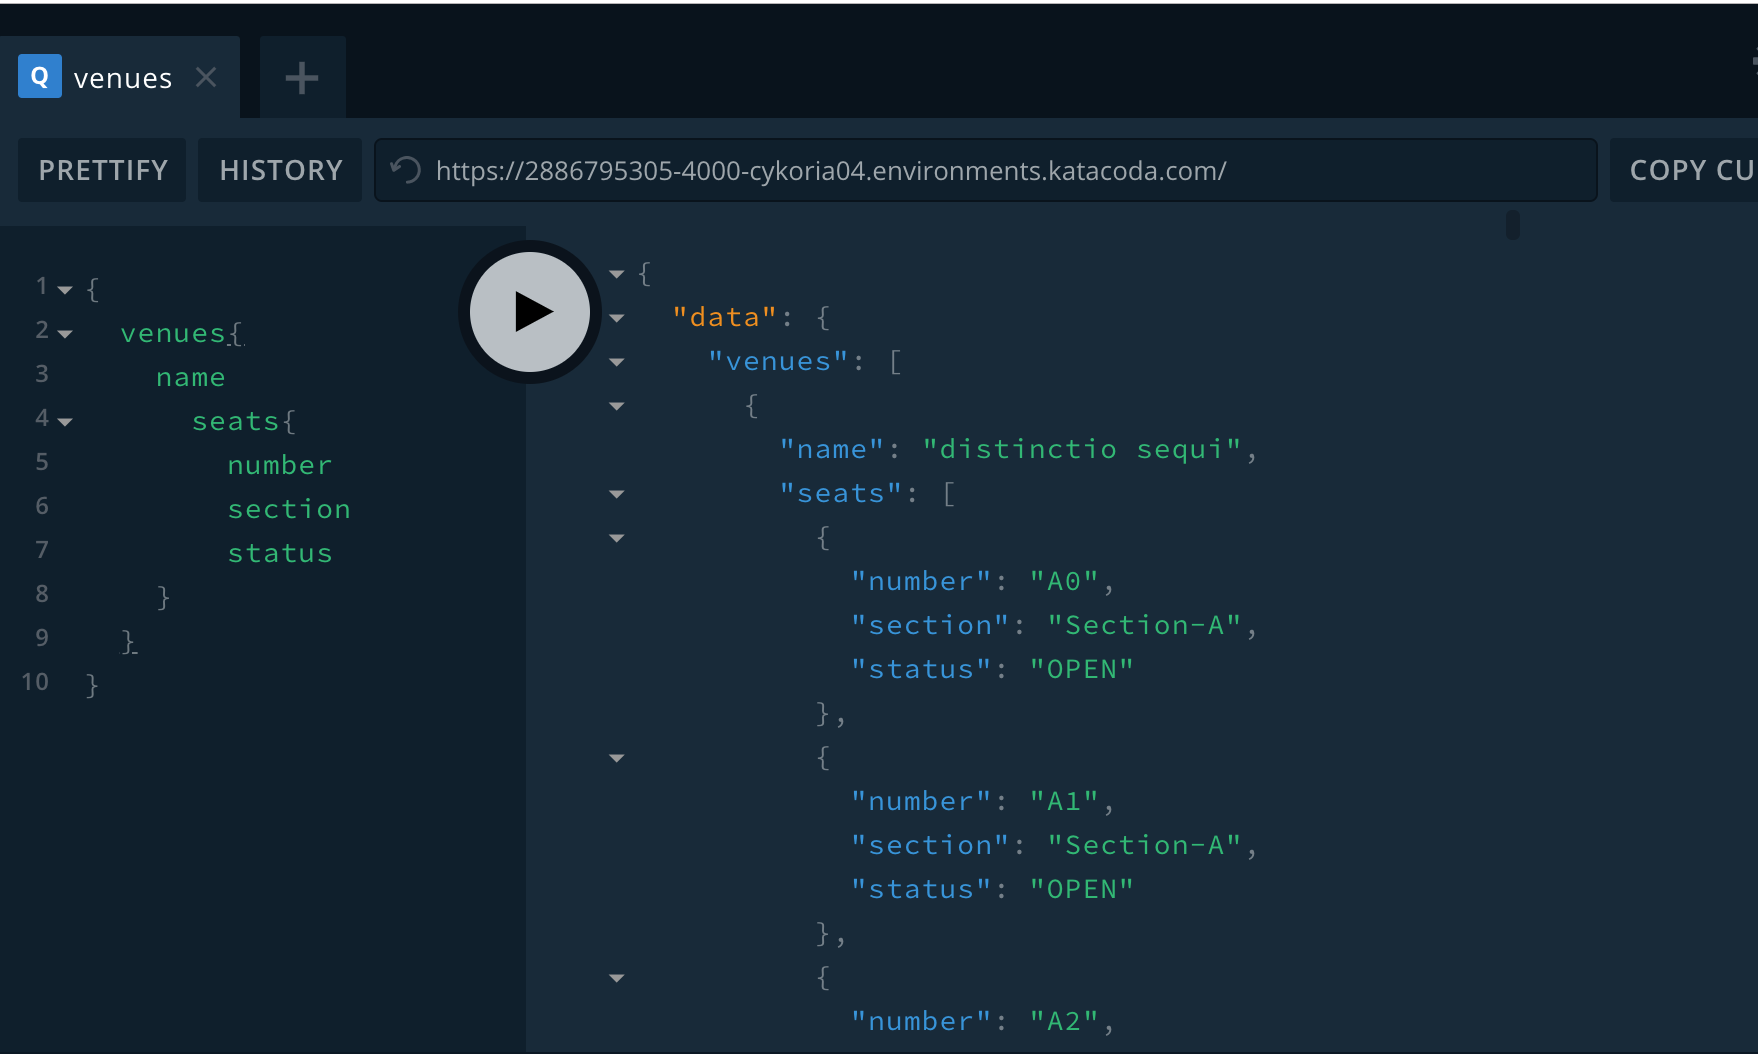 Q venues
PRETTIFY HISTORY https://2886795305-4000-cykoria04.environments.katacoda.com/ COPY CU
1 {
2 venues{
3 name
4 seats{
5 number
6 section
7 status
8 }
9 }
10 }
{
"data": {
"venues": [
{
"name": "distinctio sequi",
"seats": [
{
"number": "A0",
"section": "Section-A",
"status": "OPEN"
},
{
"number": "A1",
"section": "Section-A",
"status": "OPEN"
},
{
"number": "A2",